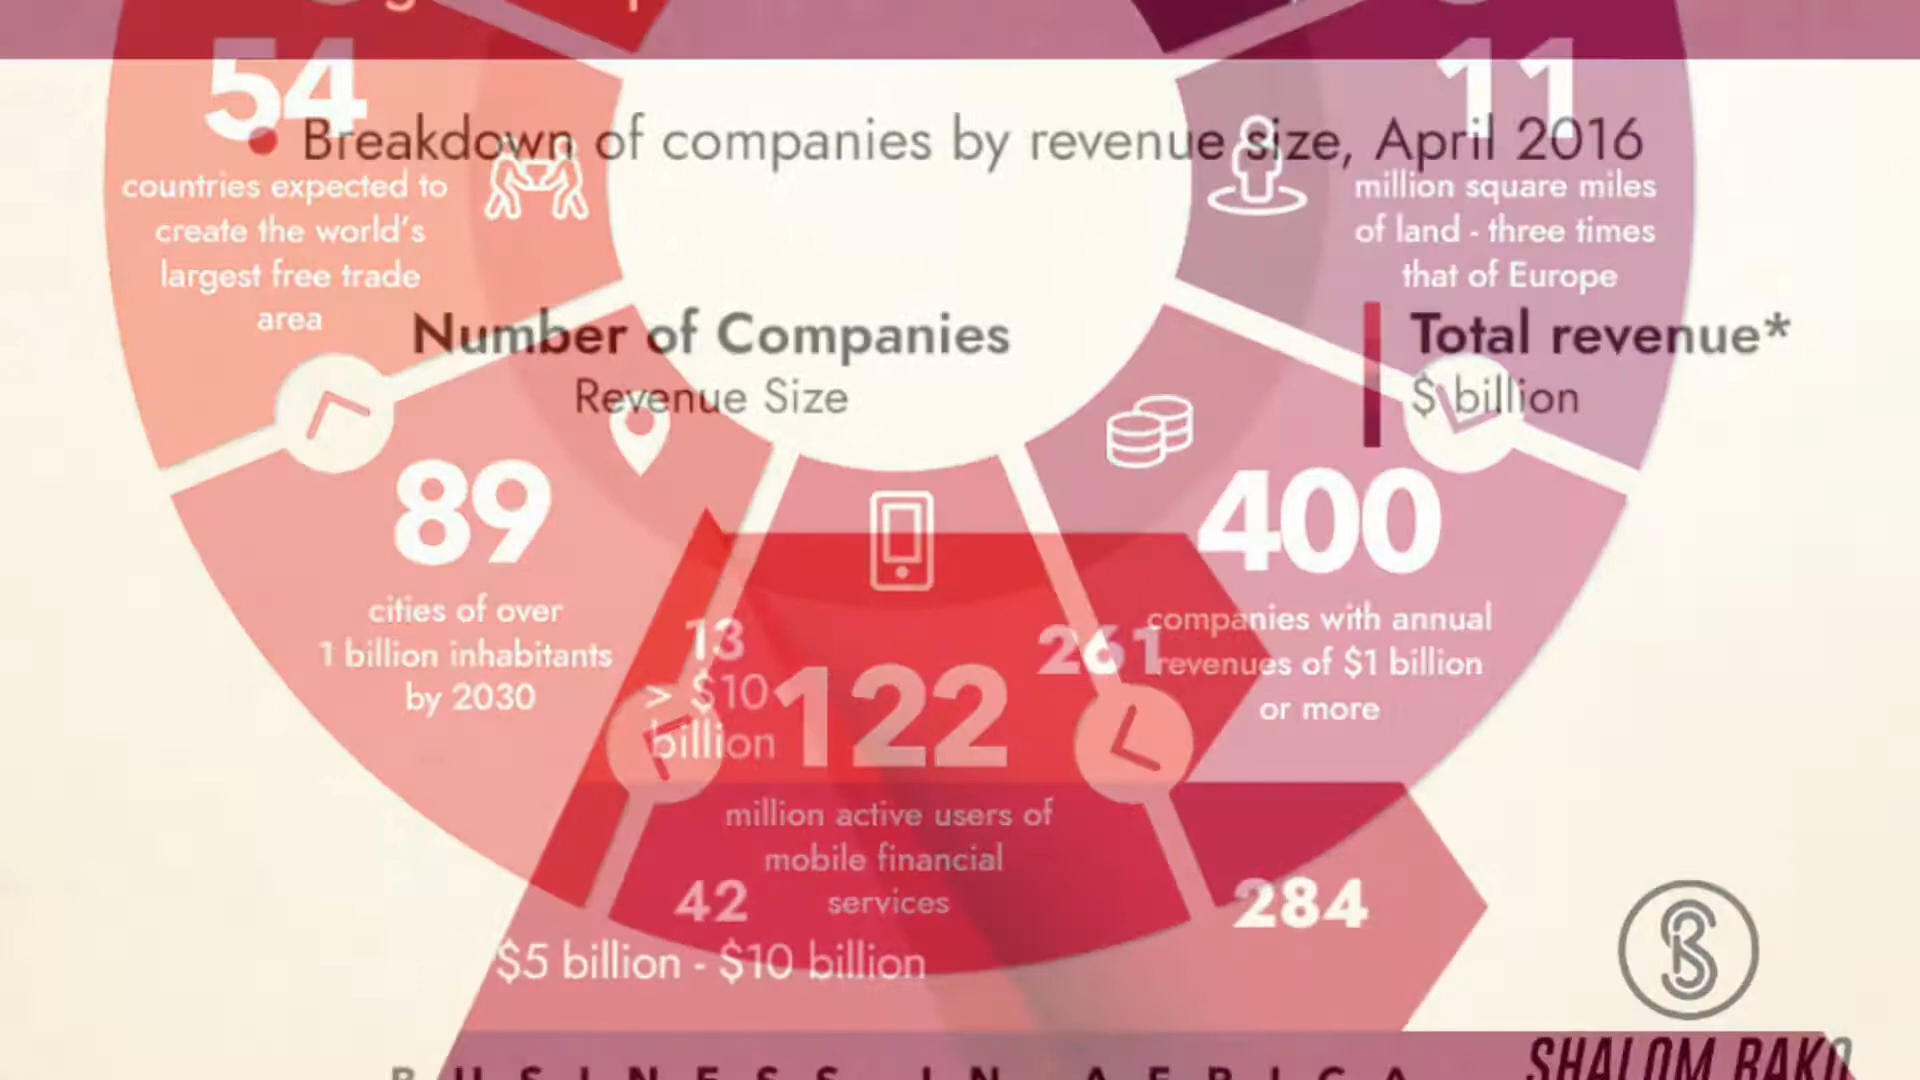 54
countries expected to
create the world's
largest free trade
area
11
million square miles
of land - three times
that of Europe
Breakdown of companies by revenue size, April 2016
Number of Companies
Revenue Size
Total revenue*
$ billion
89
cities of over
1 billion inhabitants
by 2030
400
companies with annual
revenues of $1 billion
or more
13
> $10
billion
261
122
million active users of
mobile financial
services
42
$5 billion - $10 billion
284
BUSINESS IN AFRICA
SHALOM BAKO